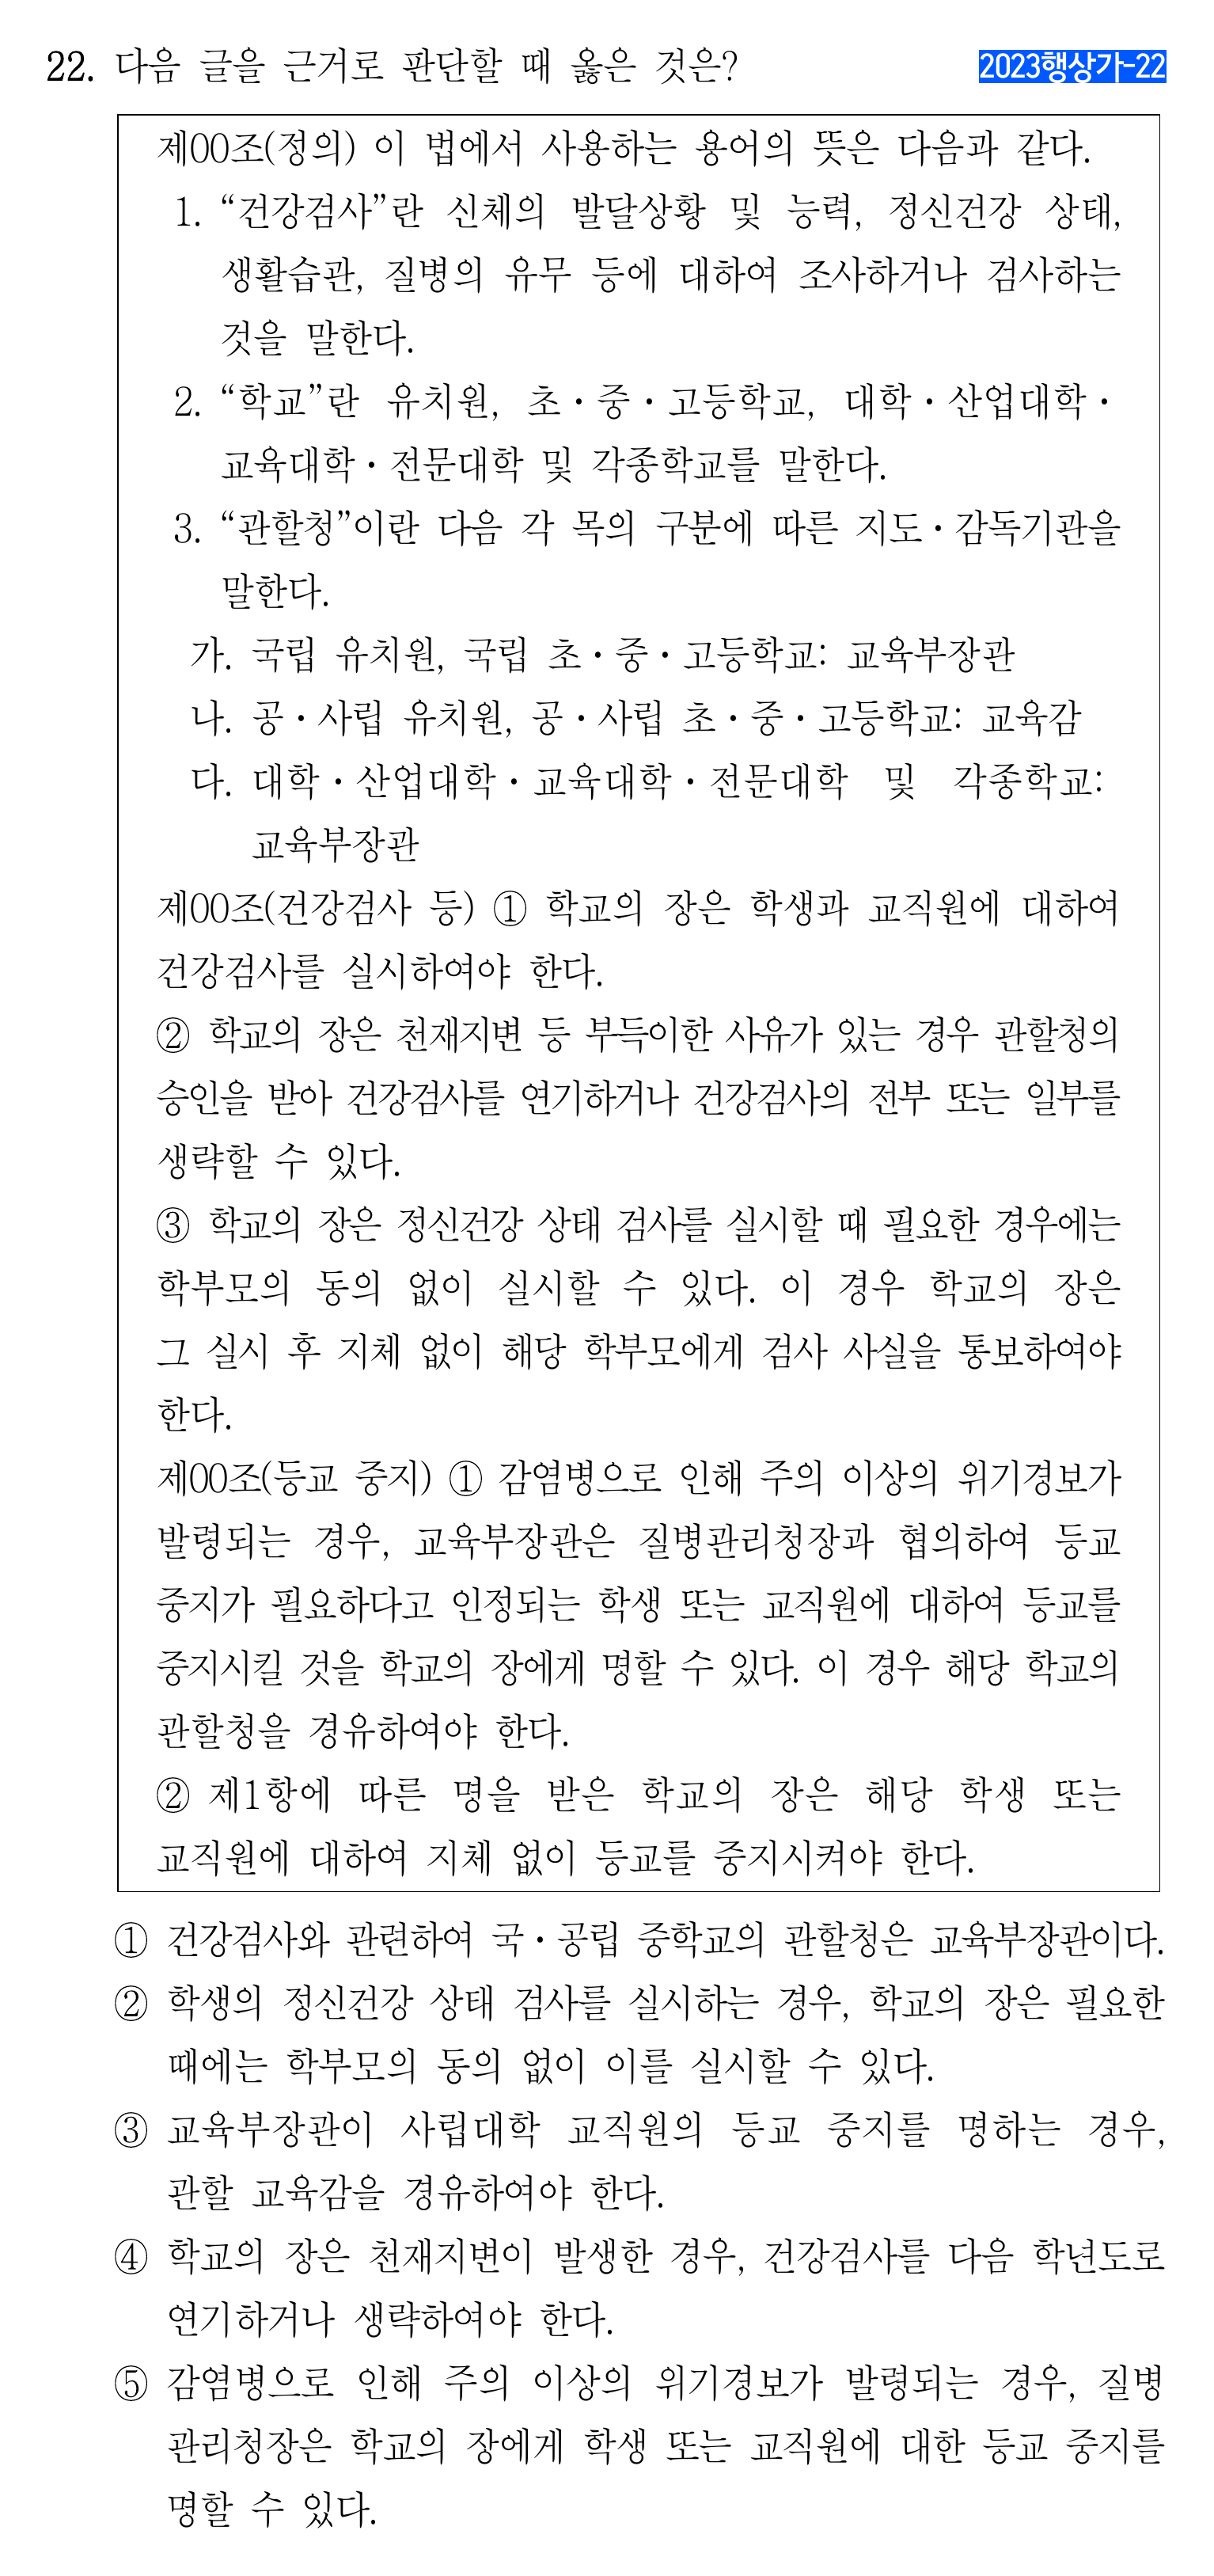 22. 다음 글을 근거로 판단할 때 옳은 것은? 2023행상가-22
제00조(정의) 이 법에서 사용하는 용어의 뜻은 다음과 같다.
1. “건강검사”란 신체의 발달상황 및 능력, 정신건강 상태,
생활습관, 질병의 유무 등에 대하여 조사하거나 검사하는
것을 말한다.
2. “학교”란 유치원, 초·중·고등학교, 대학·산업대학·
교육대학·전문대학 및 각종학교를 말한다.
3. “관할청”이란 다음 각 목의 구분에 따른 지도·감독기관을
말한다.
가. 국립 유치원, 국립 초·중·고등학교: 교육부장관
나. 공·사립 유치원, 공·사립 초·중·고등학교: 교육감
다. 대학·산업대학·교육대학·전문대학 및 각종학교:
교육부장관
제00조(건강검사 등) ① 학교의 장은 학생과 교직원에 대하여
건강검사를 실시하여야 한다.
② 학교의 장은 천재지변 등 부득이한 사유가 있는 경우 관할청의
승인을 받아 건강검사를 연기하거나 건강검사의 전부 또는 일부를
생략할 수 있다.
③ 학교의 장은 정신건강 상태 검사를 실시할 때 필요한 경우에는
학부모의 동의 없이 실시할 수 있다. 이 경우 학교의 장은
그 실시 후 지체 없이 해당 학부모에게 검사 사실을 통보하여야
한다.
제00조(등교 중지) ① 감염병으로 인해 주의 이상의 위기경보가
발령되는 경우, 교육부장관은 질병관리청장과 협의하여 등교
중지가 필요하다고 인정되는 학생 또는 교직원에 대하여 등교를
중지시킬 것을 학교의 장에게 명할 수 있다. 이 경우 해당 학교의
관할청을 경유하여야 한다.
② 제1항에 따른 명을 받은 학교의 장은 해당 학생 또는
교직원에 대하여 지체 없이 등교를 중지시켜야 한다.
① 건강검사와 관련하여 국·공립 중학교의 관할청은 교육부장관이다.
② 학생의 정신건강 상태 검사를 실시하는 경우, 학교의 장은 필요한
때에는 학부모의 동의 없이 이를 실시할 수 있다.
③ 교육부장관이 사립대학 교직원의 등교 중지를 명하는 경우,
관할 교육감을 경유하여야 한다.
④ 학교의 장은 천재지변이 발생한 경우, 건강검사를 다음 학년도로
연기하거나 생략하여야 한다.
⑤ 감염병으로 인해 주의 이상의 위기경보가 발령되는 경우, 질병
관리청장은 학교의 장에게 학생 또는 교직원에 대한 등교 중지를
명할 수 있다.